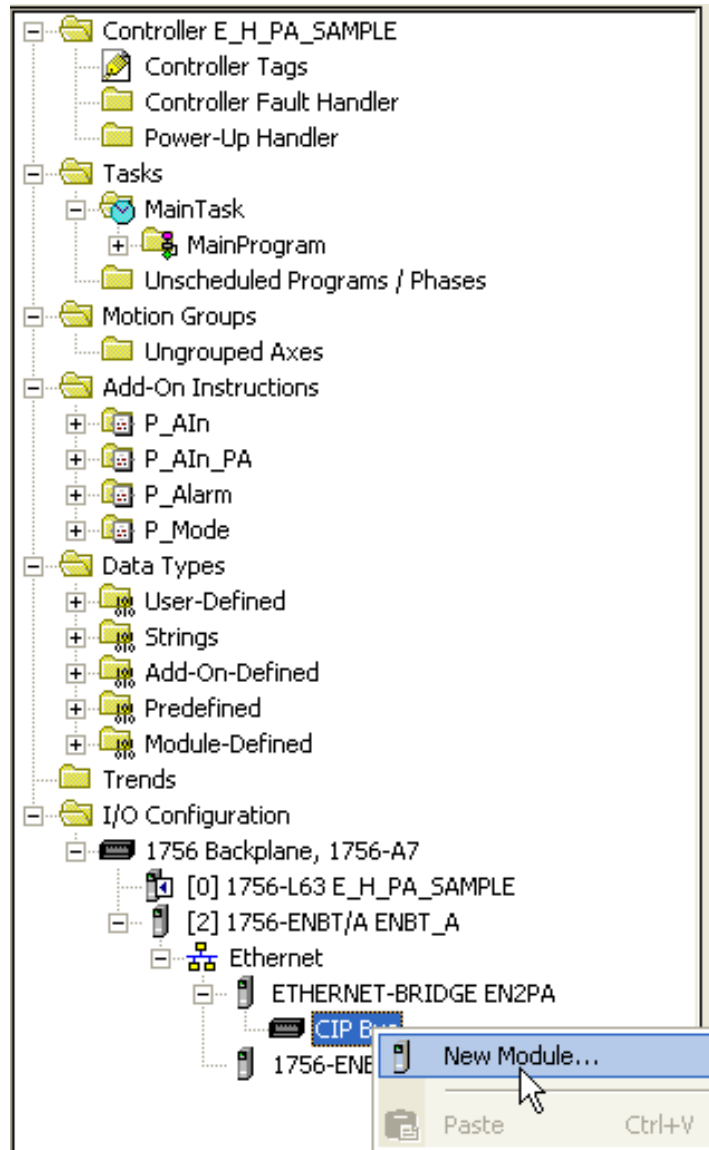 Controller E_H_PA_SAMPLE
Controller Tags
Controller Fault Handler
Power-Up Handler
Tasks
MainTask
MainProgram
Unscheduled Programs / Phases
Motion Groups
Ungrouped Axes
Add-On Instructions
P_AIn
P_AIn_PA
P_Alarm
P_Mode
Data Types
User-Defined
Strings
Add-On-Defined
Predefined
Module-Defined
Trends
I/O Configuration
1756 Backplane, 1756-A7
[0] 1756-L63 E_H_PA_SAMPLE
[2] 1756-ENBT/A ENBT_A
Ethernet
ETHERNET-BRIDGE EN2PA
CIP
New Module...
1756-ENB
Paste Ctrl+V